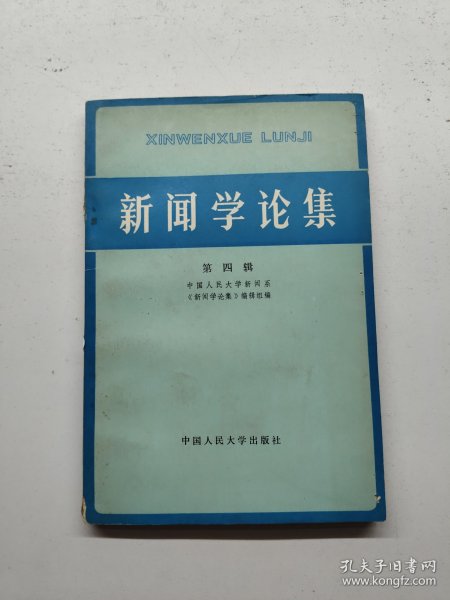 XINWENXUE LUNJI
新闻学论集
第四辑
中国人民大学新闻系
《新闻学论集》编辑组编
中国人民大学出版社
孔夫子旧书网
www.kongfz.com